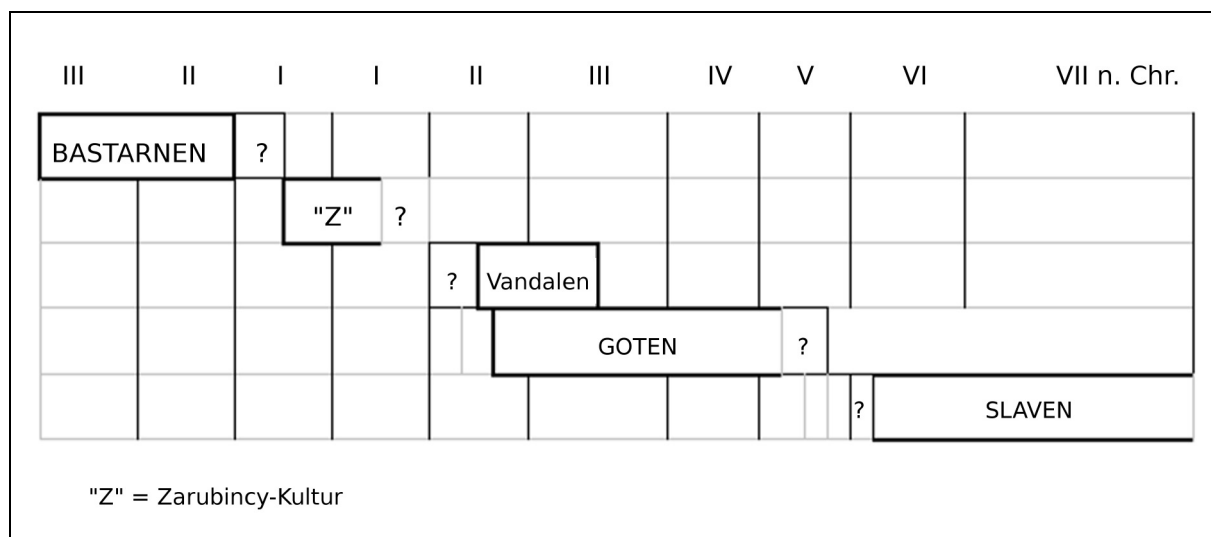 III II I I II III IV V VI VII n. Chr.
BASTARNEN ?
"Z" ?
? Vandalen
GOTEN ?
? SLAVEN
"Z" = Zarubincy-Kultur